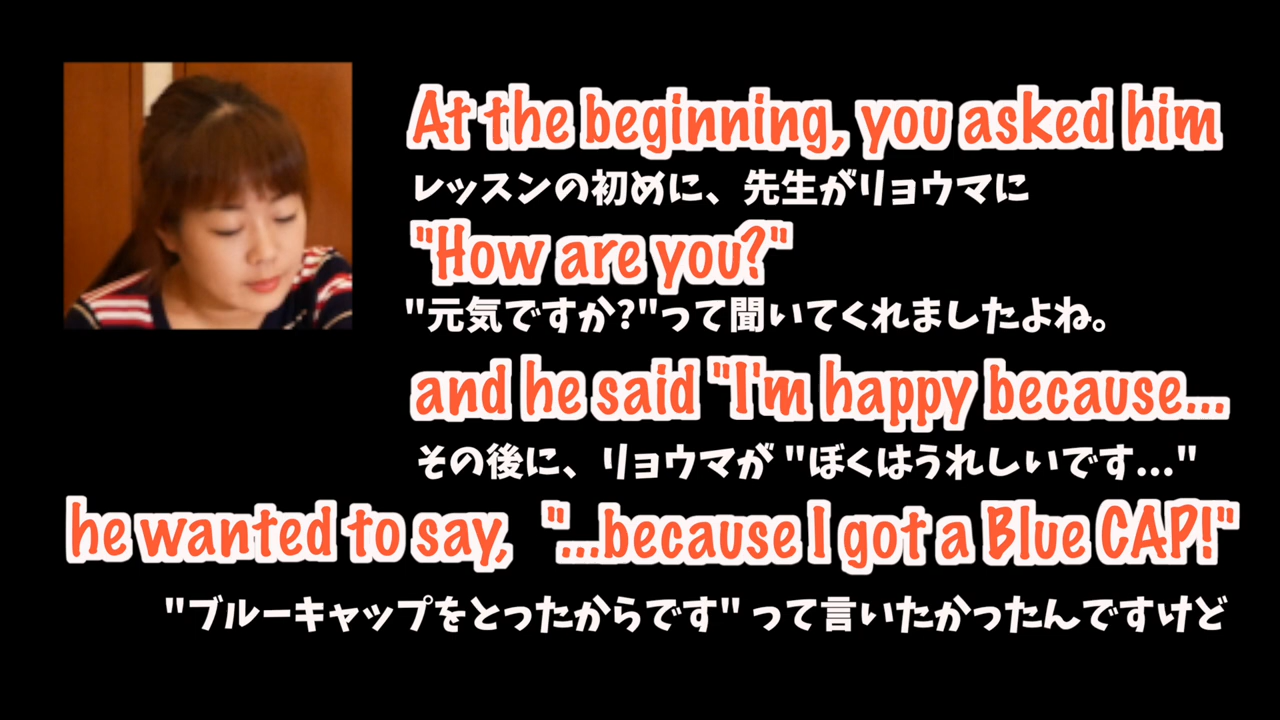 At the beginning, you asked him
レッスンの初めに、先生がリョウマに
"How are you?"
"元気ですか?"って聞いてくれましたよね。
and he said "I'm happy because...
その後に、リョウマが "ぼくはうれしいです..."
he wanted to say, "...because I got a Blue CAP!"
"ブルーキャップをとったからです" って言いたかったんですけど